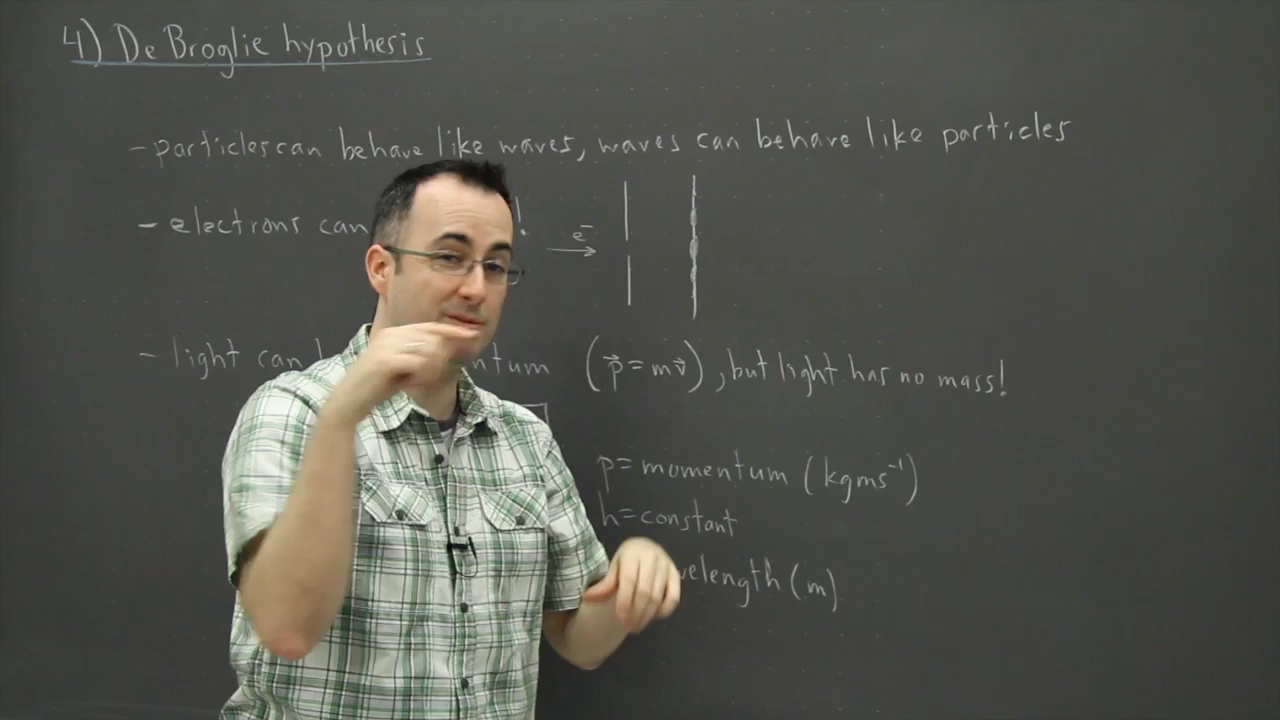 4) De Broglie hypothesis
- particles can behave like waves, waves can behave like particles
- electrons can !
e⁻
- light can ntum (p⃗ = mv⃗), but light has no mass!
p = momentum (kgms⁻¹)
h = constant
velength (m)